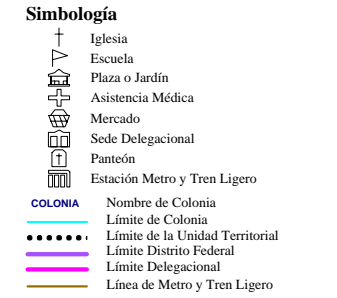 Simbología
Iglesia
Escuela
Plaza o Jardín
Asistencia Médica
Mercado
Sede Delegacional
Panteón
Estación Metro y Tren Ligero
COLONIA Nombre de Colonia
Límite de Colonia
Límite de la Unidad Territorial
Límite Distrito Federal
Límite Delegacional
Línea de Metro y Tren Ligero